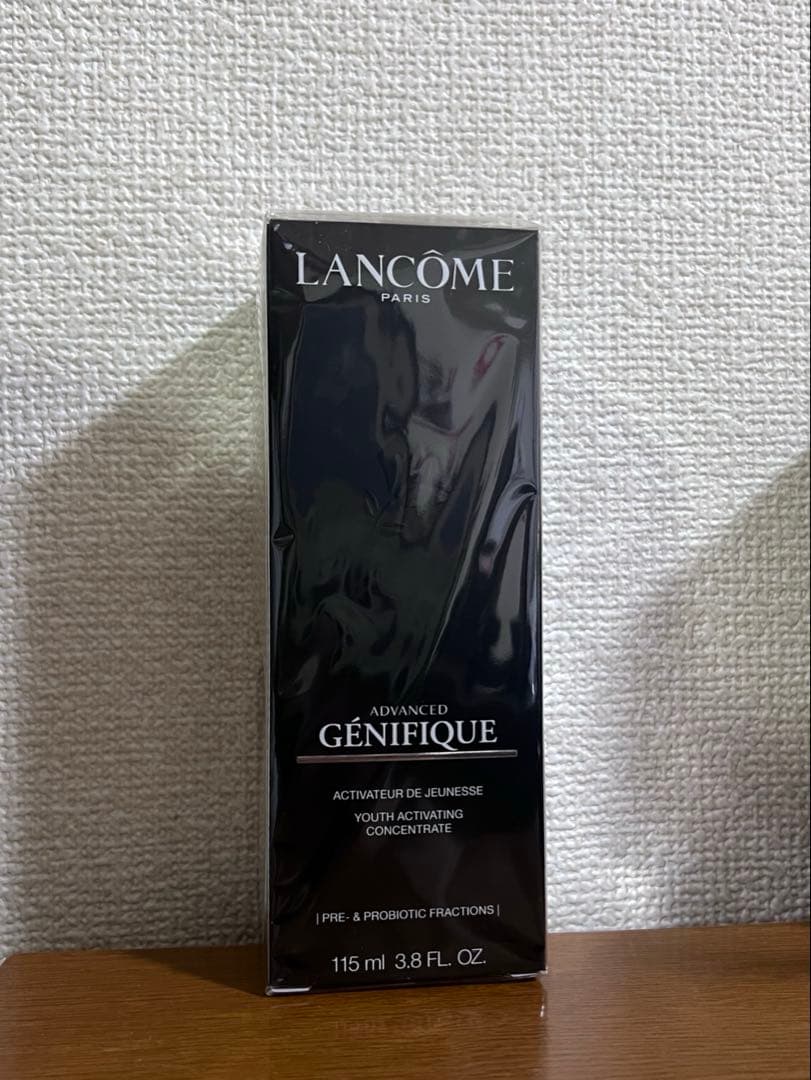 LANCÔME
PARIS
ADVANCED
GÉNIFIQUE
ACTIVATEUR DE JEUNESSE
YOUTH ACTIVATING
CONCENTRATE
| PRE- & PROBIOTIC FRACTIONS |
115 ml 3.8 FL. OZ.